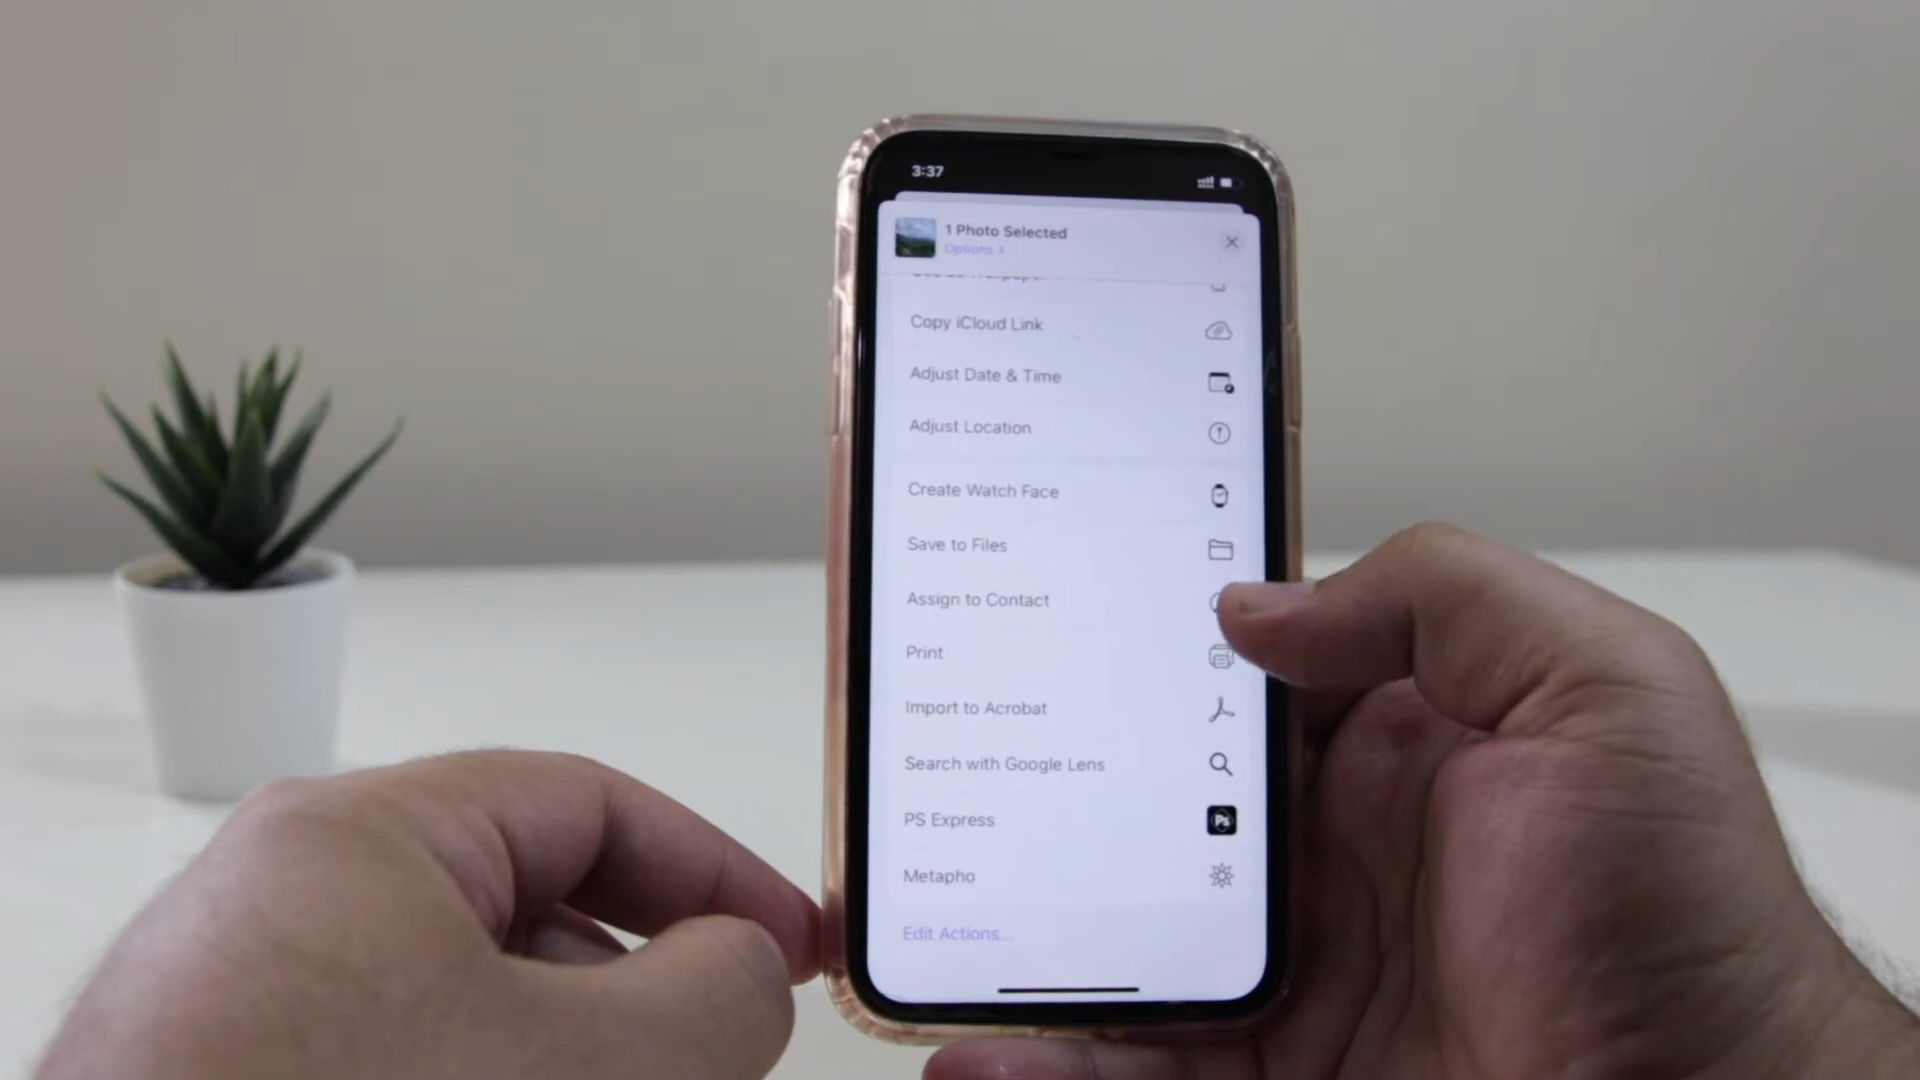 3:37
1 Photo Selected
Options >
Copy iCloud Link
Adjust Date & Time
Adjust Location
Create Watch Face
Save to Files
Assign to Contact
Print
Import to Acrobat
Search with Google Lens
PS Express
Ps
Metapho
Edit Actions...